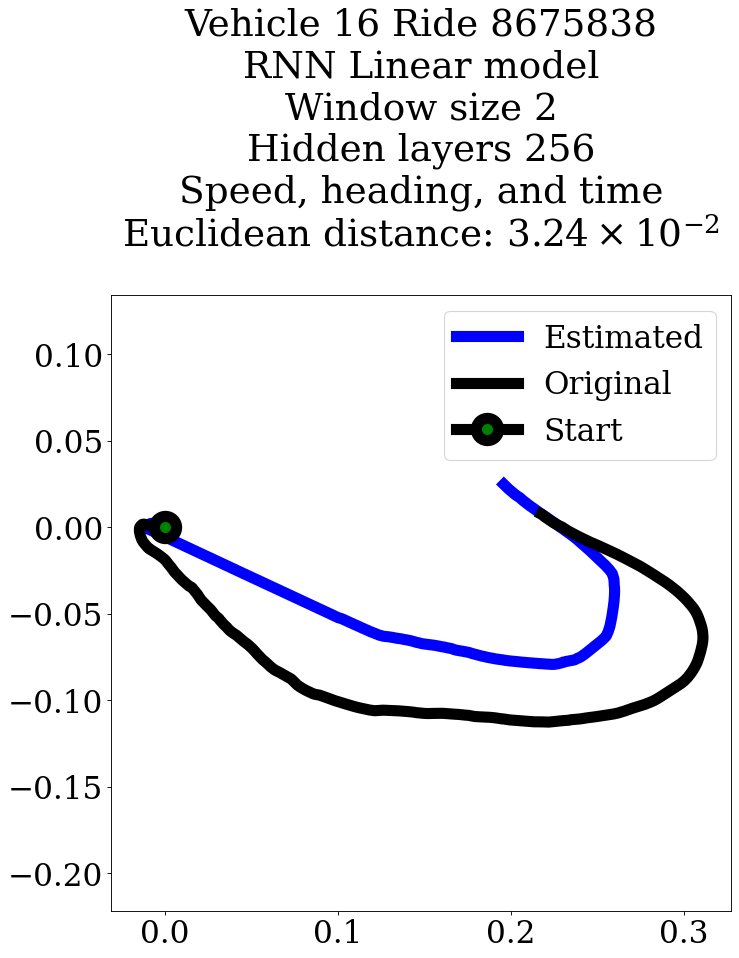 Vehicle 16 Ride 8675838
RNN Linear model
Window size 2
Hidden layers 256
Speed, heading, and time
Euclidean distance: 3.24 × 10⁻²
Estimated
Original
Start
0.10
0.05
0.00
−0.05
−0.10
−0.15
−0.20
0.0 0.1 0.2 0.3